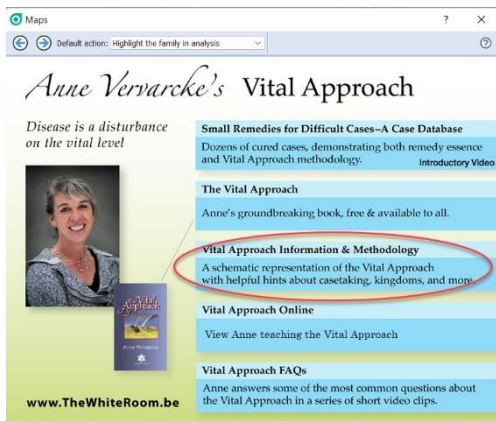 Maps
Default action: Highlight the family in analysis
Anne Vervarcke's Vital Approach
Disease is a disturbance
on the vital level
Small Remedies for Difficult Cases–A Case Database
Dozens of cured cases, demonstrating both remedy essence
and Vital Approach methodology.
Introductory Video
The Vital Approach
Anne's groundbreaking book, free & available to all.
Vital Approach Information & Methodology
A schematic representation of the Vital Approach
with helpful hints about casetaking, kingdoms, and more
Vital Approach Online
View Anne teaching the Vital Approach
Vital Approach FAQs
Anne answers some of the most common questions about
the Vital Approach in a series of short video clips.
The Vital
Approach
Anne Vervarcke
www.TheWhiteRoom.be